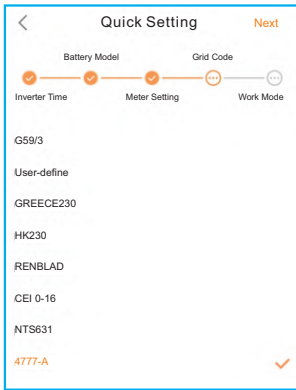 Quick Setting Next
Battery Model Grid Code
Inverter Time Meter Setting Work Mode
G59/3
User-define
GREECE230
HK230
RENBLAD
CEI 0-16
NTS631
4777-A